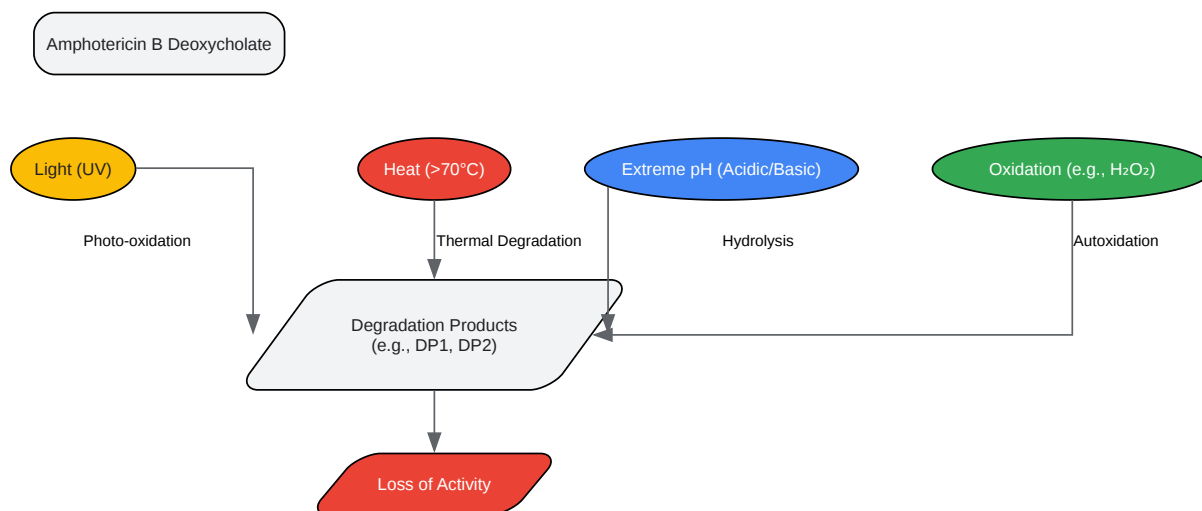 Amphotericin B Deoxycholate
Light (UV)
Heat (>70°C)
Extreme pH (Acidic/Basic)
Oxidation (e.g., H₂O₂)
Photo-oxidation
Thermal Degradation
Hydrolysis
Autoxidation
Degradation Products
(e.g., DP1, DP2)
Loss of Activity